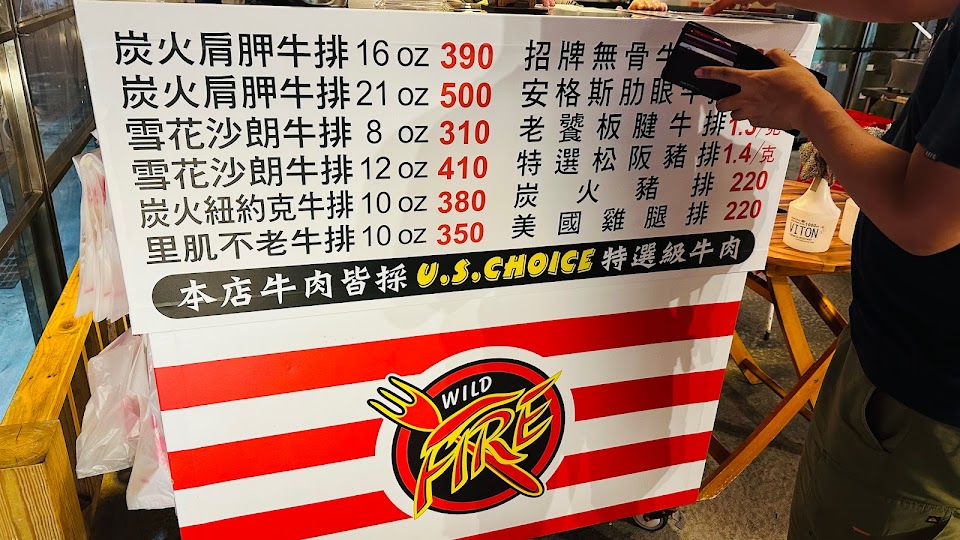 炭火肩胛牛排 16 oz 390
炭火肩胛牛排 21 oz 500
雪花沙朗牛排 8 oz 310
雪花沙朗牛排 12 oz 410
炭火紐約克牛排 10 oz 380
里肌不老牛排 10 oz 350
招牌無骨牛
安格斯肋眼牛
老饕板腱牛排 1.5/克
特選松阪豬排 1.4/克
炭火豬排 220
美國雞腿排 220
本店牛肉皆採 U.S.CHOICE 特選級牛肉
WILD
FIRE
VITON